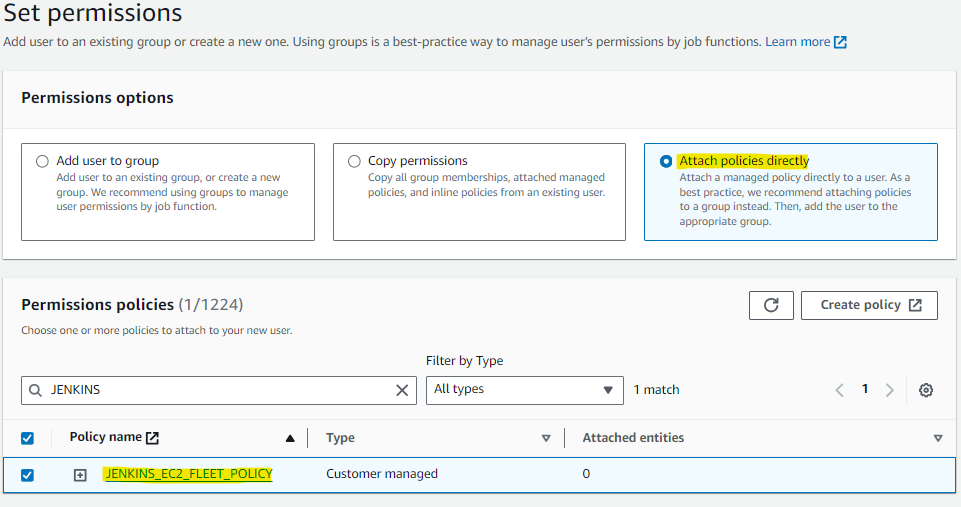 Set permissions
Add user to an existing group or create a new one. Using groups is a best-practice way to manage user's permissions by job functions. Learn more
Permissions options
Add user to group
Add user to an existing group, or create a new
group. We recommend using groups to manage
user permissions by job function.
Copy permissions
Copy all group memberships, attached managed
policies, and inline policies from an existing user.
Attach policies directly
Attach a managed policy directly to a user. As a
best practice, we recommend attaching policies
to a group instead. Then, add the user to the
appropriate group.
Permissions policies (1/1224)
Create policy
Choose one or more policies to attach to your new user.
Filter by Type
JENKINS
All types
1 match
1
Policy name
Type
Attached entities
JENKINS_EC2_FLEET_POLICY
Customer managed
0